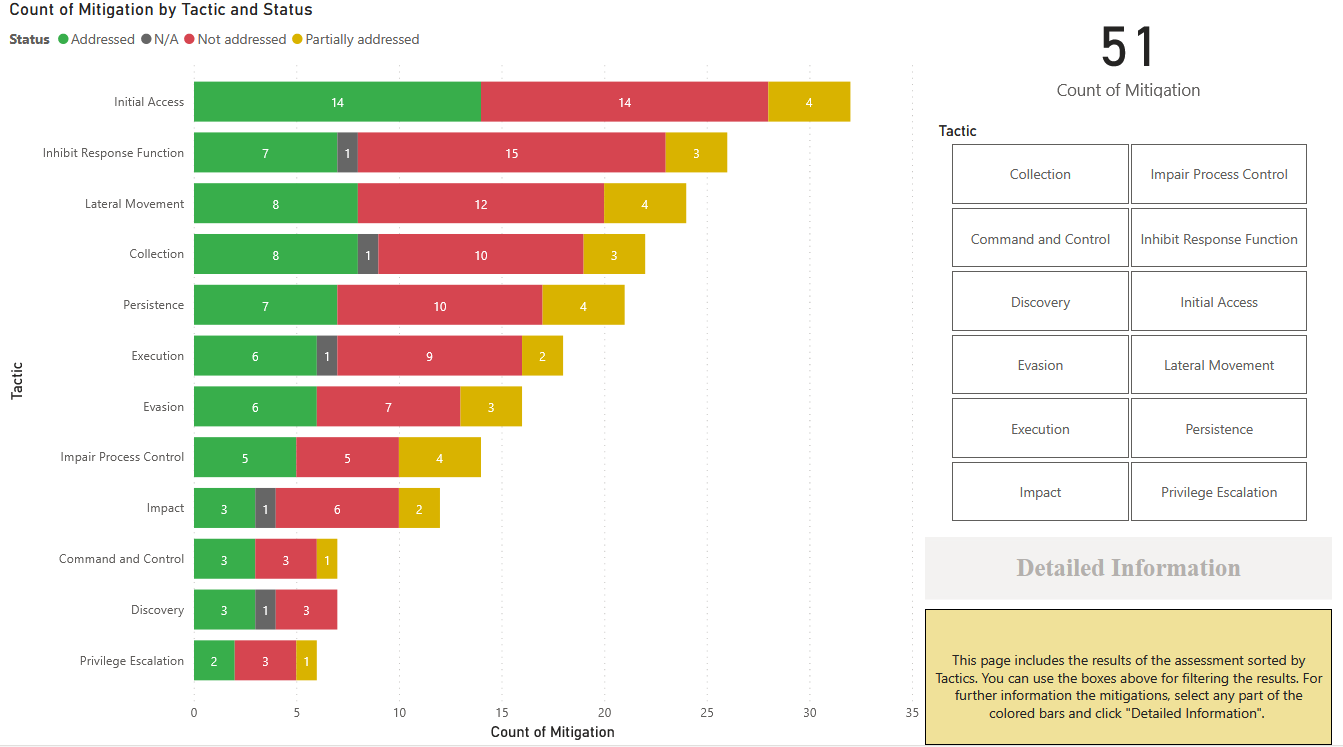 Count of Mitigation by Tactic and Status
Status Addressed N/A Not addressed Partially addressed
Initial Access 14 14 4
Inhibit Response Function 7 1 15 3
Lateral Movement 8 12 4
Collection 8 1 10 3
Persistence 7 10 4
Execution 6 1 9 2
Evasion 6 7 3
Impair Process Control 5 5 4
Impact 3 1 6 2
Command and Control 3 3 1
Discovery 3 1 3
Privilege Escalation 2 3 1
Tactic
0 5 10 15 20 25 30 35
Count of Mitigation
51
Count of Mitigation
Tactic
Collection Impair Process Control
Command and Control Inhibit Response Function
Discovery Initial Access
Evasion Lateral Movement
Execution Persistence
Impact Privilege Escalation
Detailed Information
This page includes the results of the assessment sorted by
Tactics. You can use the boxes above for filtering the results. For
further information the mitigations, select any part of the
colored bars and click "Detailed Information".